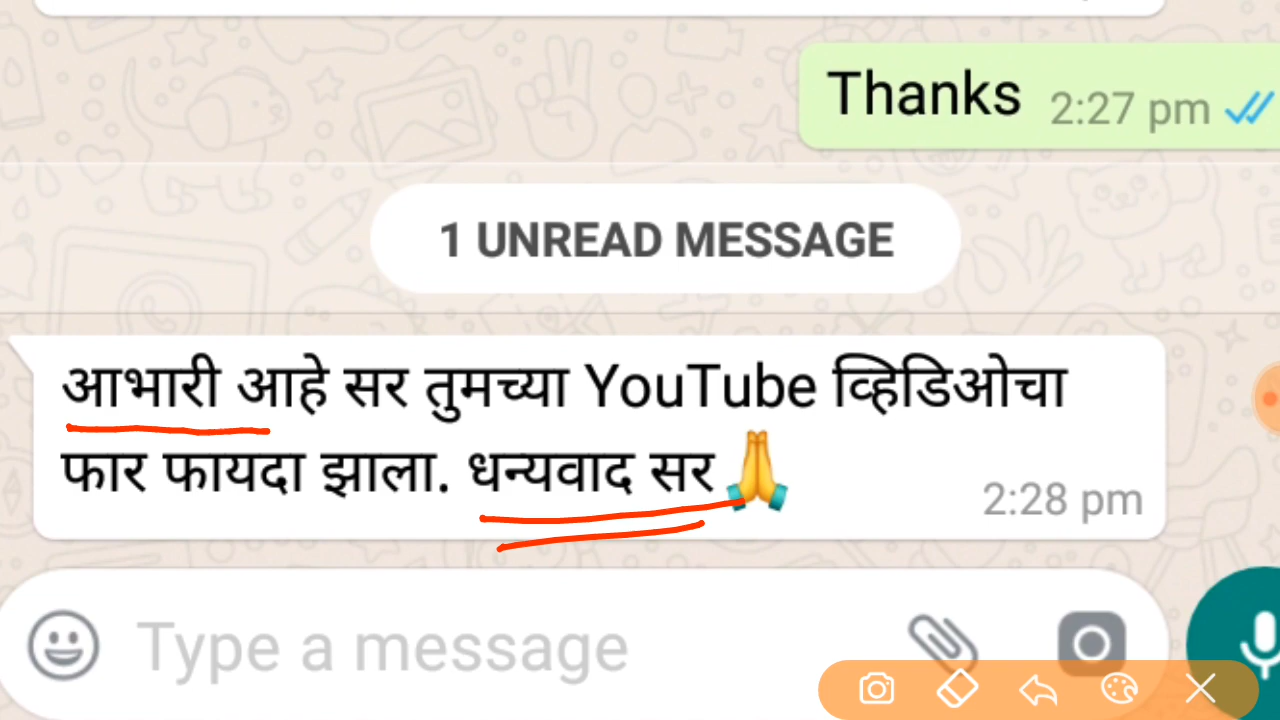 Thanks 2:27 pm
1 UNREAD MESSAGE
आभारी आहे सर तुमच्या YouTube व्हिडिओचा
फार फायदा झाला. धन्यवाद सर🙏
2:28 pm
Type a message